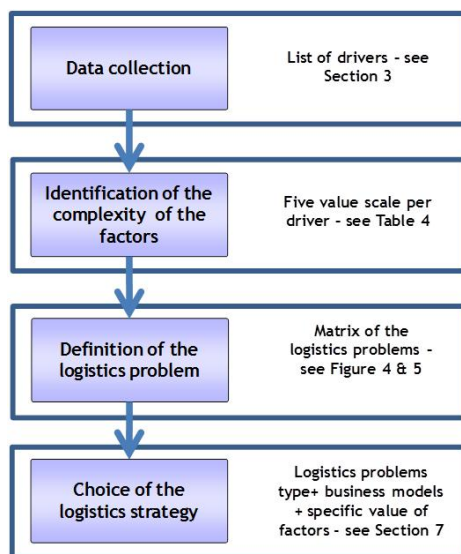 Data collection
List of drivers - see
Section 3
Identification of the
complexity of the
factors
Five value scale per
driver - see Table 4
Definition of the
logistics problem
Matrix of the
logistics problems -
see Figure 4 & 5
Choice of the
logistics strategy
Logistics problems
type+ business models
+ specific value of
factors - see Section 7